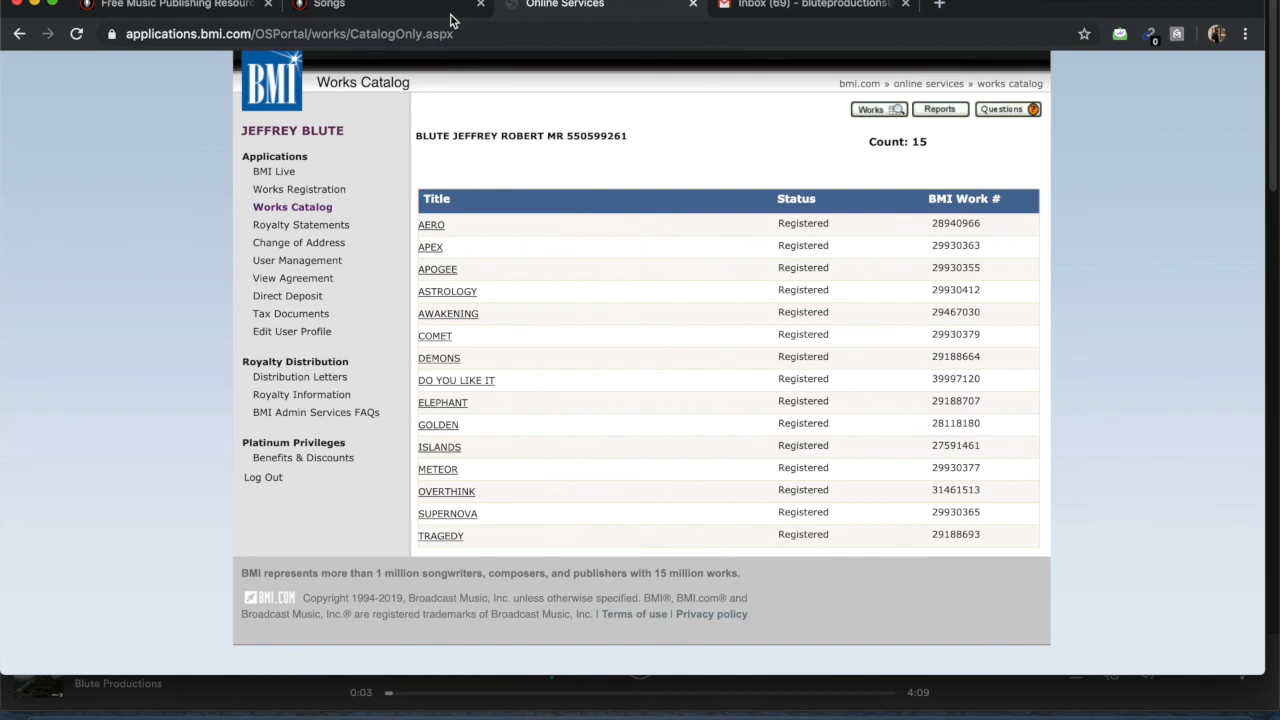 Free Music Publishing Resourc
Songs
Online Services
Inbox (69) - bluteproductions
applications.bmi.com/OSPortal/works/CatalogOnly.aspx
0
BMI
Works Catalog
bmi.com » online services » works catalog
Works
Reports
Questions
JEFFREY BLUTE
BLUTE JEFFREY ROBERT MR 550599261
Count: 15
Applications
BMI Live
Works Registration
Works Catalog
Royalty Statements
Change of Address
User Management
View Agreement
Direct Deposit
Tax Documents
Edit User Profile
Royalty Distribution
Distribution Letters
Royalty Information
BMI Admin Services FAQs
Platinum Privileges
Benefits & Discounts
Log Out
Title Status BMI Work #
AERO Registered 28940966
APEX Registered 29930363
APOGEE Registered 29930355
ASTROLOGY Registered 29930412
AWAKENING Registered 29467030
COMET Registered 29930379
DEMONS Registered 29188664
DO YOU LIKE IT Registered 39997120
ELEPHANT Registered 29188707
GOLDEN Registered 28118180
ISLANDS Registered 27591461
METEOR Registered 29930377
OVERTHINK Registered 31461513
SUPERNOVA Registered 29930365
TRAGEDY Registered 29188693
BMI represents more than 1 million songwriters, composers, and publishers with 15 million works.
BMI.COM Copyright 1994-2019, Broadcast Music, Inc. unless otherwise specified. BMI®, BMI.com® and
Broadcast Music, Inc.® are registered trademarks of Broadcast Music, Inc. | Terms of use | Privacy policy
Blute Productions
0:03
4:09